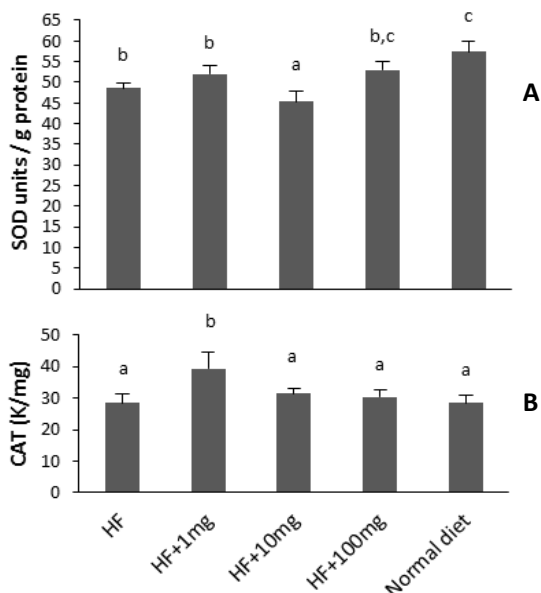 65
60
55
50
45
40
35
30
25
20
15
10
5
0
SOD units / g protein
b
b
a
b,c
c
A
50
40
30
20
10
0
CAT (K/mg)
a
b
a
a
a
B
HF
HF+1mg
HF+10mg
HF+100mg
Normal diet